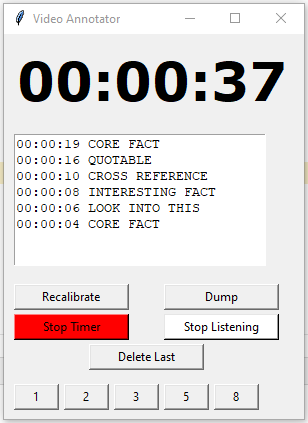 Video Annotator
00:00:37
00:00:19 CORE FACT
00:00:16 QUOTABLE
00:00:10 CROSS REFERENCE
00:00:08 INTERESTING FACT
00:00:06 LOOK INTO THIS
00:00:04 CORE FACT
Recalibrate Dump
Stop Timer Stop Listening
Delete Last
1 2 3 5 8